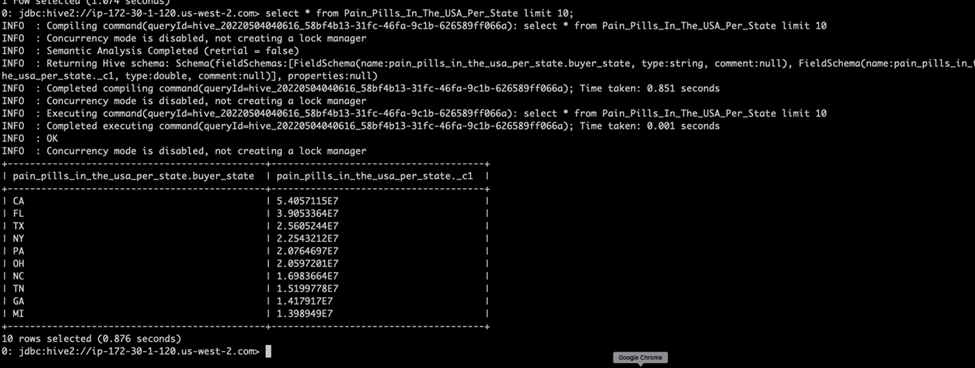 1 row selected (1.074 seconds)
0: jdbc:hive2://ip-172-30-1-120.us-west-2.com> select * from Pain_Pills_In_The_USA_Per_State limit 10;
INFO  : Compiling command(queryId=hive_20220504040616_58bf4b13-31fc-46fa-9c1b-626589ff066a): select * from Pain_Pills_In_The_USA_Per_State limit 10
INFO  : Concurrency mode is disabled, not creating a lock manager
INFO  : Semantic Analysis Completed (retrial = false)
INFO  : Returning Hive schema: Schema(fieldSchemas:[FieldSchema(name:pain_pills_in_the_usa_per_state.buyer_state, type:string, comment:null), FieldSchema(name:pain_pills_in_t
he_usa_per_state._c1, type:double, comment:null)], properties:null)
INFO  : Completed compiling command(queryId=hive_20220504040616_58bf4b13-31fc-46fa-9c1b-626589ff066a); Time taken: 0.851 seconds
INFO  : Concurrency mode is disabled, not creating a lock manager
INFO  : Executing command(queryId=hive_20220504040616_58bf4b13-31fc-46fa-9c1b-626589ff066a): select * from Pain_Pills_In_The_USA_Per_State limit 10
INFO  : Completed executing command(queryId=hive_20220504040616_58bf4b13-31fc-46fa-9c1b-626589ff066a); Time taken: 0.001 seconds
INFO  : OK
INFO  : Concurrency mode is disabled, not creating a lock manager
+----------------------------------------------+--------------------------------------+
| pain_pills_in_the_usa_per_state.buyer_state  | pain_pills_in_the_usa_per_state._c1  |
+----------------------------------------------+--------------------------------------+
| CA                                           | 5.4057115E7                          |
| FL                                           | 3.9053364E7                          |
| TX                                           | 2.5605244E7                          |
| NY                                           | 2.2543212E7                          |
| PA                                           | 2.0764697E7                          |
| OH                                           | 2.0597201E7                          |
| NC                                           | 1.6983664E7                          |
| TN                                           | 1.5199778E7                          |
| GA                                           | 1.417917E7                           |
| MI                                           | 1.398949E7                           |
+----------------------------------------------+--------------------------------------+
10 rows selected (0.876 seconds)
0: jdbc:hive2://ip-172-30-1-120.us-west-2.com>
Google Chrome